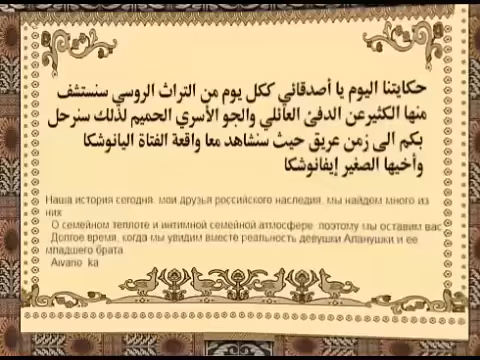 حكايتنا اليوم يا أصدقائي ككل يوم من التراث الروسي سنستشف
منها الكثيرعن الدفئ العائلي والجو الأسري الحميم لذلك سنرحل
بكم الى زمن عريق حيث سنشاهد معا واقعة الفتاة اليانوشكا
وأخيها الصغير إيفانوشكا
Наша история сегодня, мои друзья российского наследия, мы найдем много из
них
О семейном теплоте и интимной семейной атмосфере, поэтому мы оставим вас
Долгое время, когда мы увидим вместе реальность девушки Аланушки и ее
младшего брата
Aivano ka